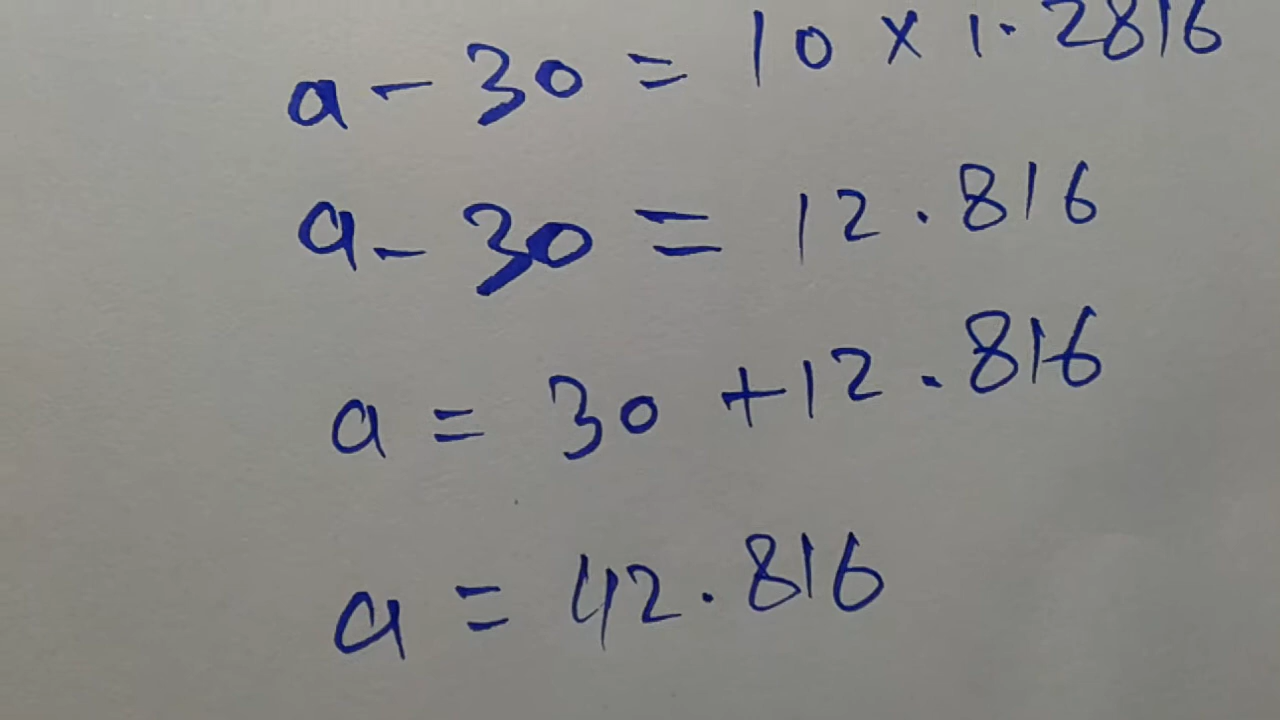 a - 30 = 10 × 1.2816
a - 30 = 12.816
a = 30 + 12.816
a = 42.816